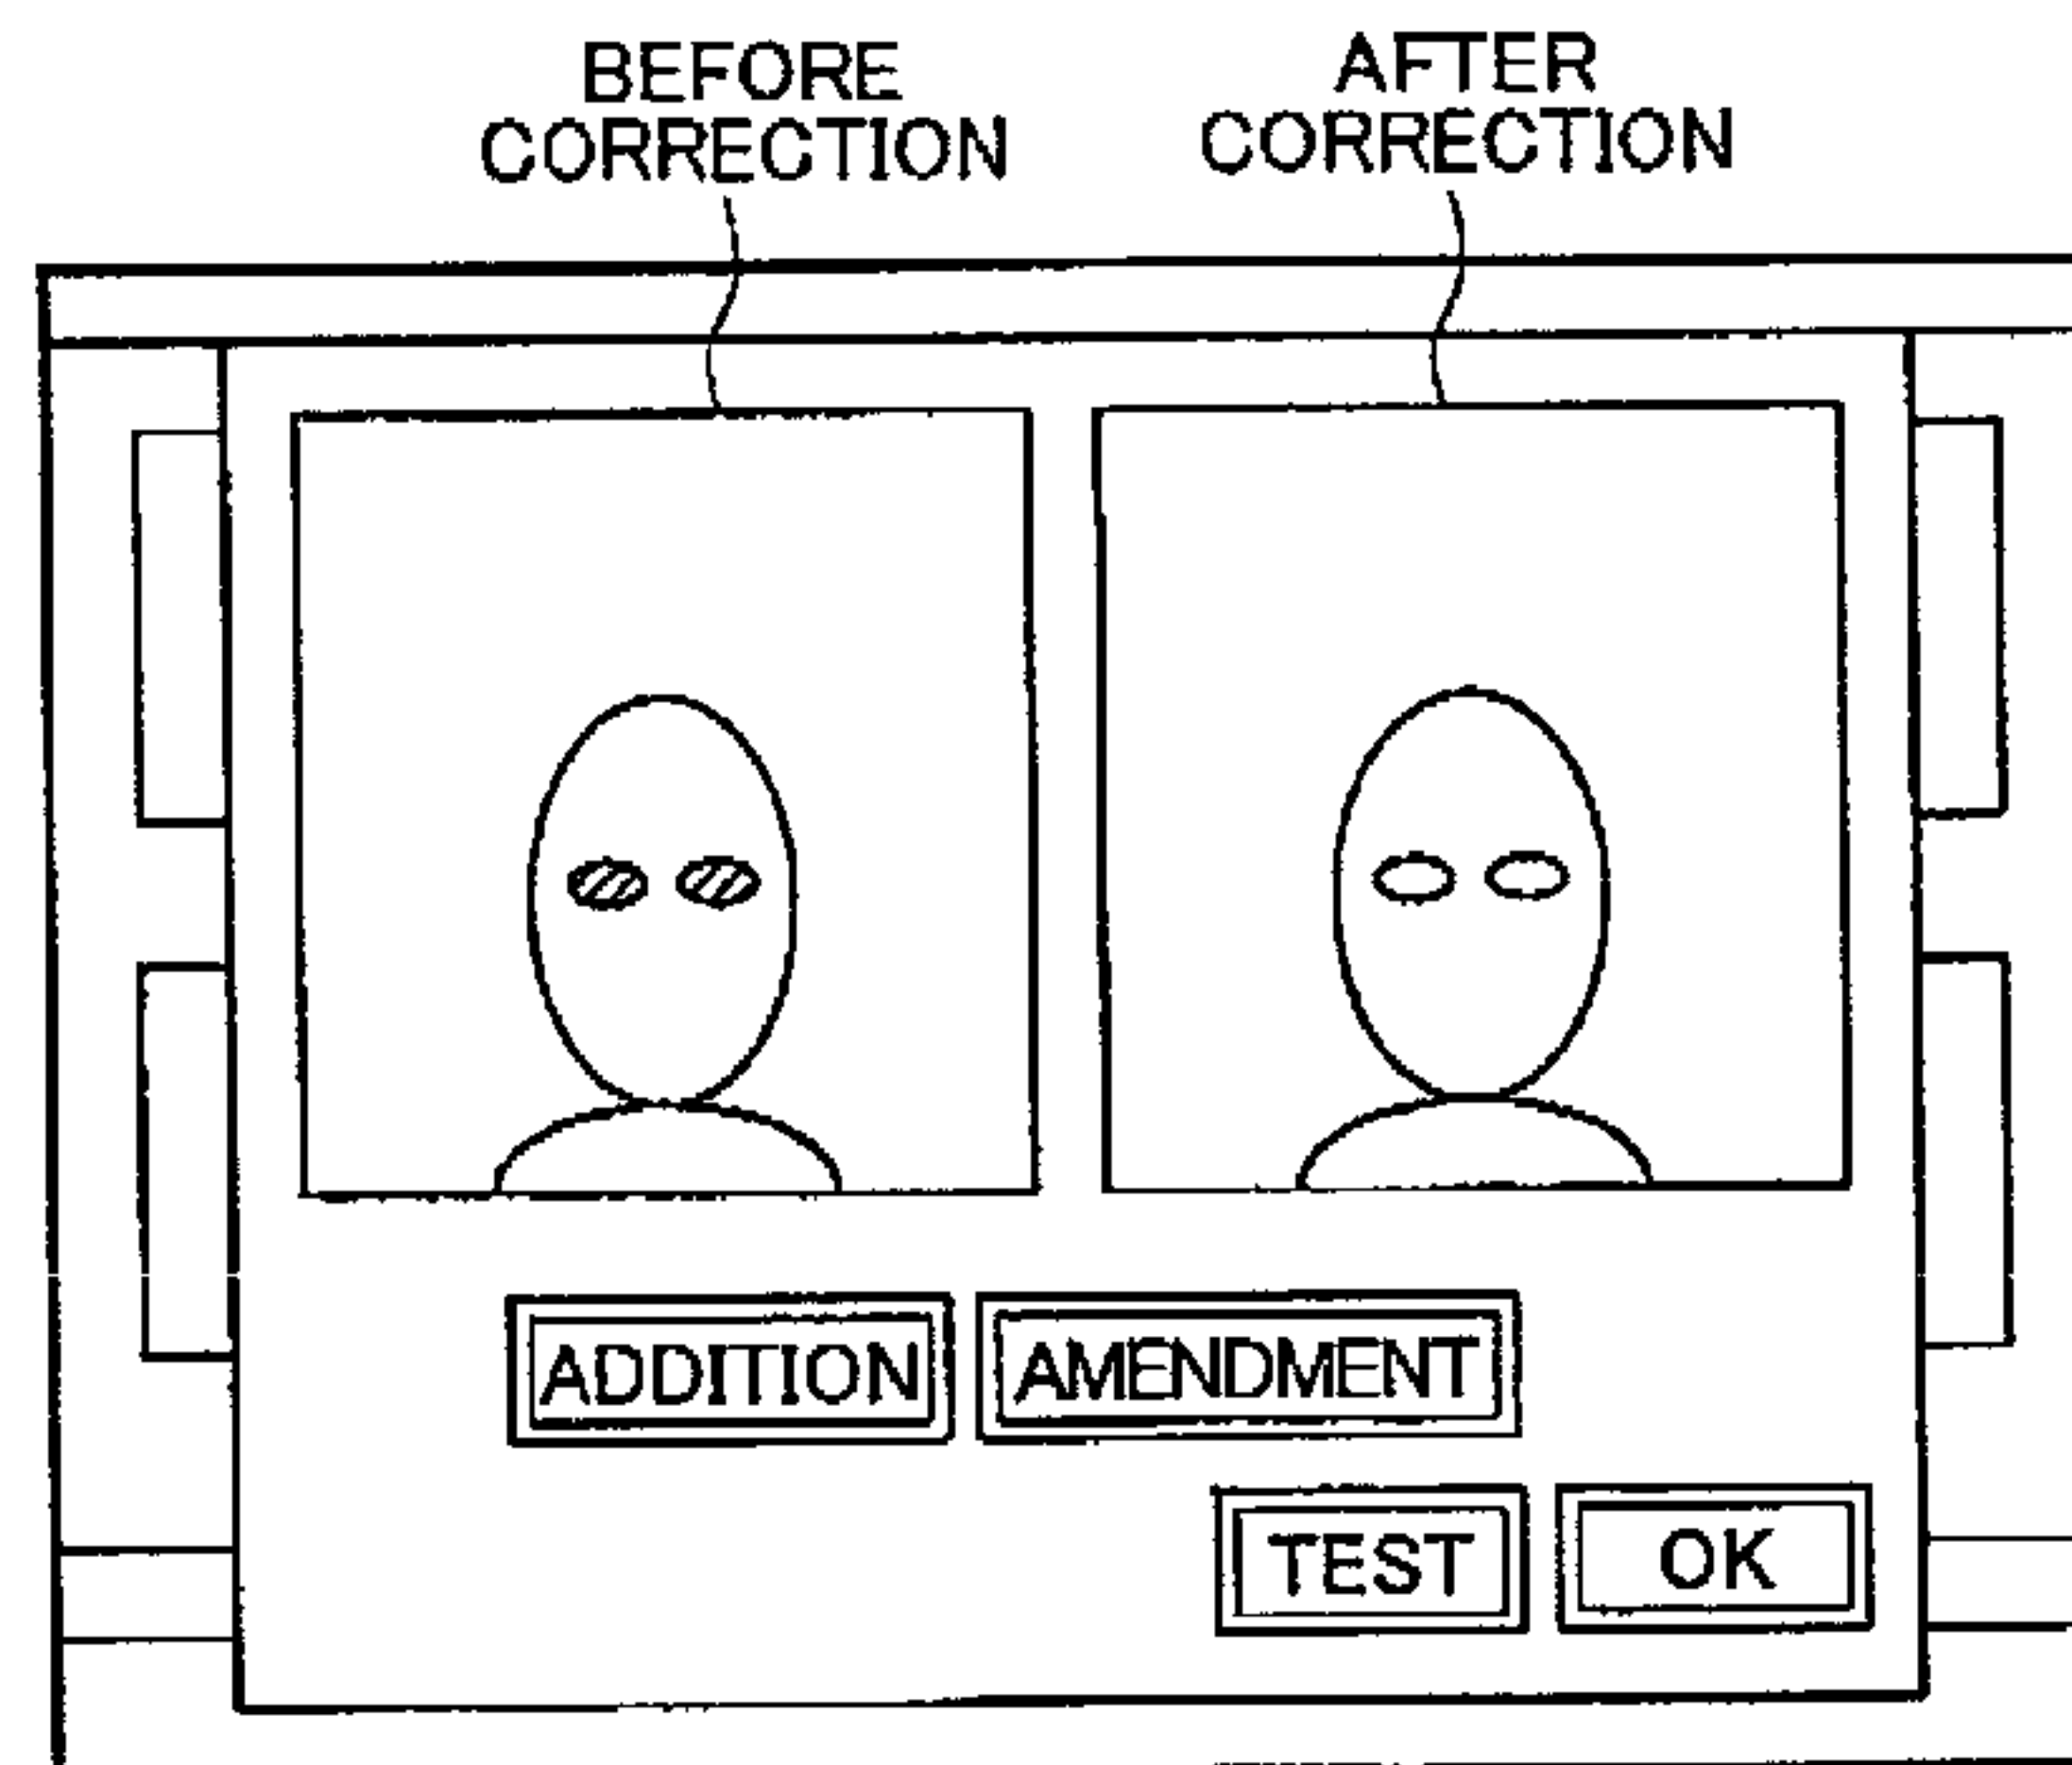 BEFORE
CORRECTION
AFTER
CORRECTION
ADDITION
AMENDMENT
TEST
OK